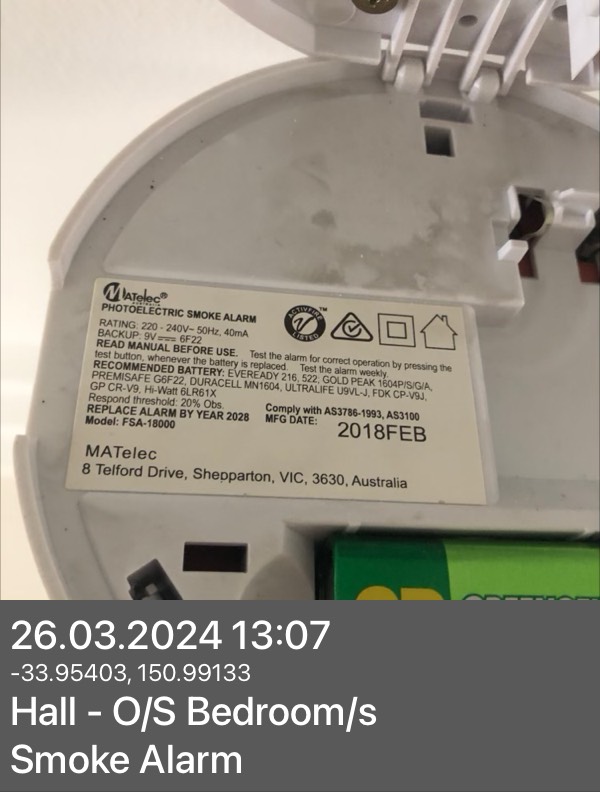 MATelec®
AUSTRALIA
PHOTOELECTRIC SMOKE ALARM
ACTIVFIRE
LISTED
TM
RATING: 220 - 240V~ 50Hz, 40mA
BACKUP: 9V 6F22
READ MANUAL BEFORE USE. Test the alarm for correct operation by pressing the
test button, whenever the battery is replaced. Test the alarm weekly.
RECOMMENDED BATTERY: EVEREADY 216, 522, GOLD PEAK 1604P/S/G/A,
PREMISAFE G6F22, DURACELL MN1604, ULTRALIFE U9VL-J, FDK CP-V9J,
GP CR-V9, Hi-Watt 6LR61X
Respond threshold: 20% Obs
REPLACE ALARM BY YEAR 2028
Model: FSA-18000
Comply with AS3786-1993, AS3100
MFG DATE:
2018FEB
MATelec
8 Telford Drive, Shepparton, VIC, 3630, Australia
26.03.2024 13:07
-33.95403, 150.99133
Hall - O/S Bedroom/s
Smoke Alarm